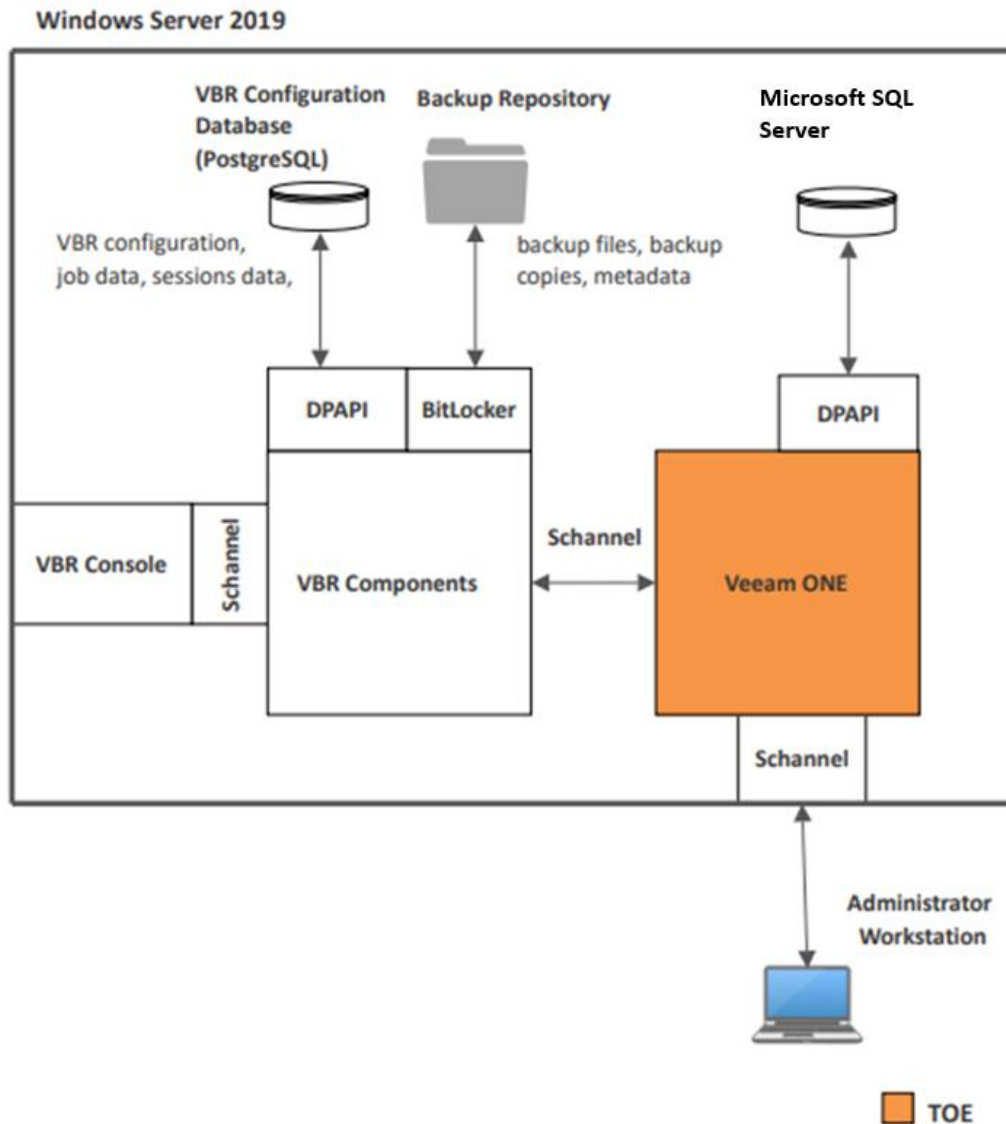 Windows Server 2019
VBR Configuration
Database
(PostgreSQL)
Backup Repository
Microsoft SQL
Server
VBR configuration,
job data, sessions data,
backup files, backup
copies, metadata
DPAPI
BitLocker
DPAPI
VBR Console
Schannel
VBR Components
Schannel
Veeam ONE
Schannel
Administrator
Workstation
TOE